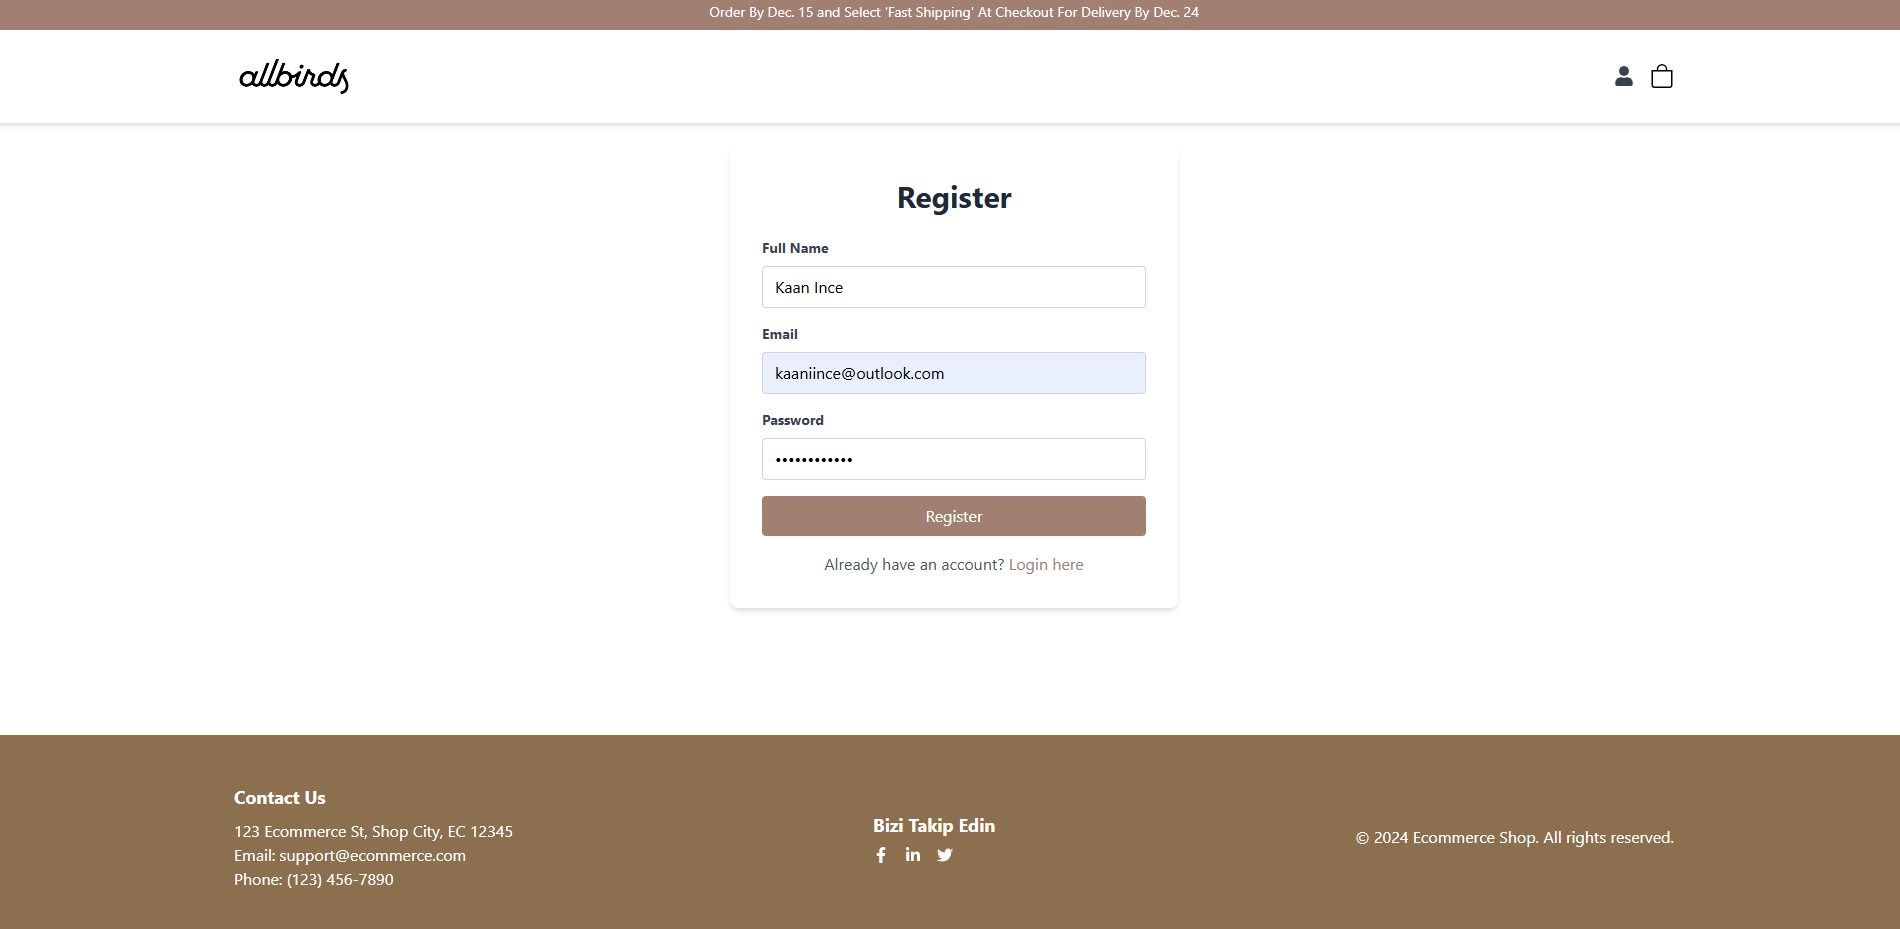 Order By Dec. 15 and Select 'Fast Shipping' At Checkout For Delivery By Dec. 24
allbirds
Register
Full Name
Kaan Ince
Email
kaaniince@outlook.com
Password
••••••••••••
Register
Already have an account? Login here
Contact Us
123 Ecommerce St, Shop City, EC 12345
Email: support@ecommerce.com
Phone: (123) 456-7890
Bizi Takip Edin
© 2024 Ecommerce Shop. All rights reserved.